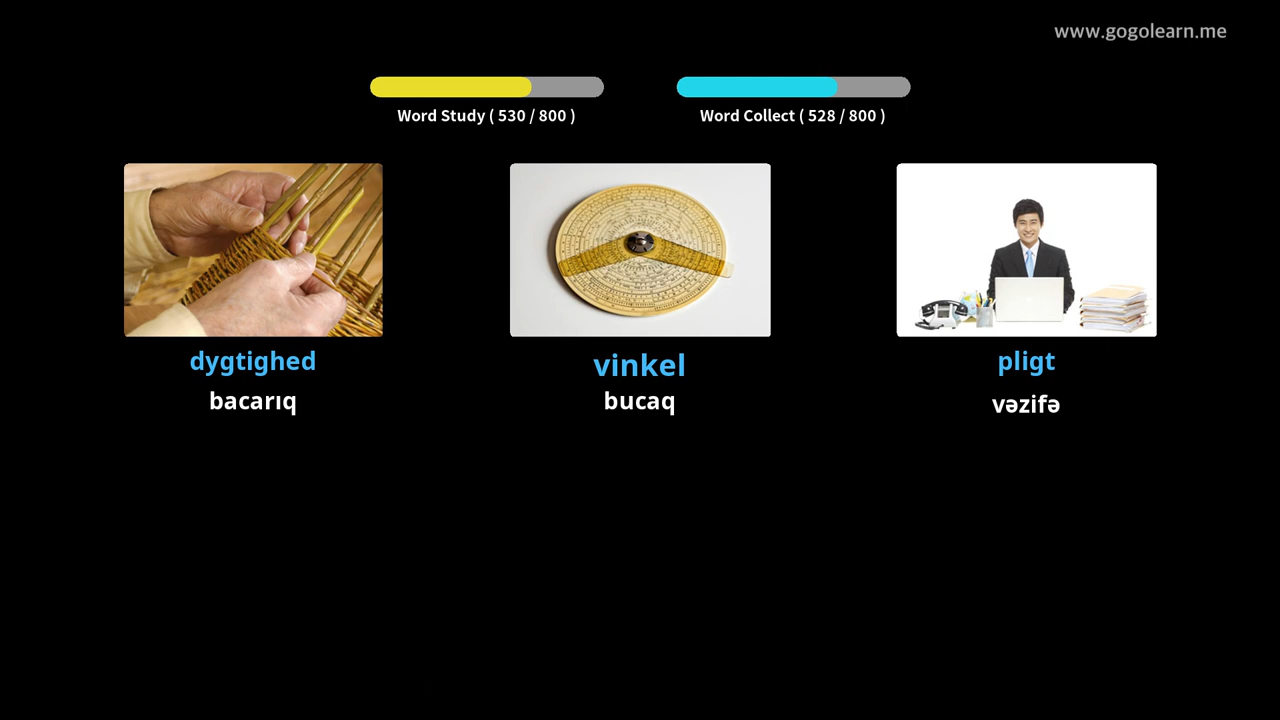 www.gogolearn.me
Word Study ( 530 / 800 )
Word Collect ( 528 / 800 )
dygtighed
bacarıq
vinkel
bucaq
pligt
vəzifə